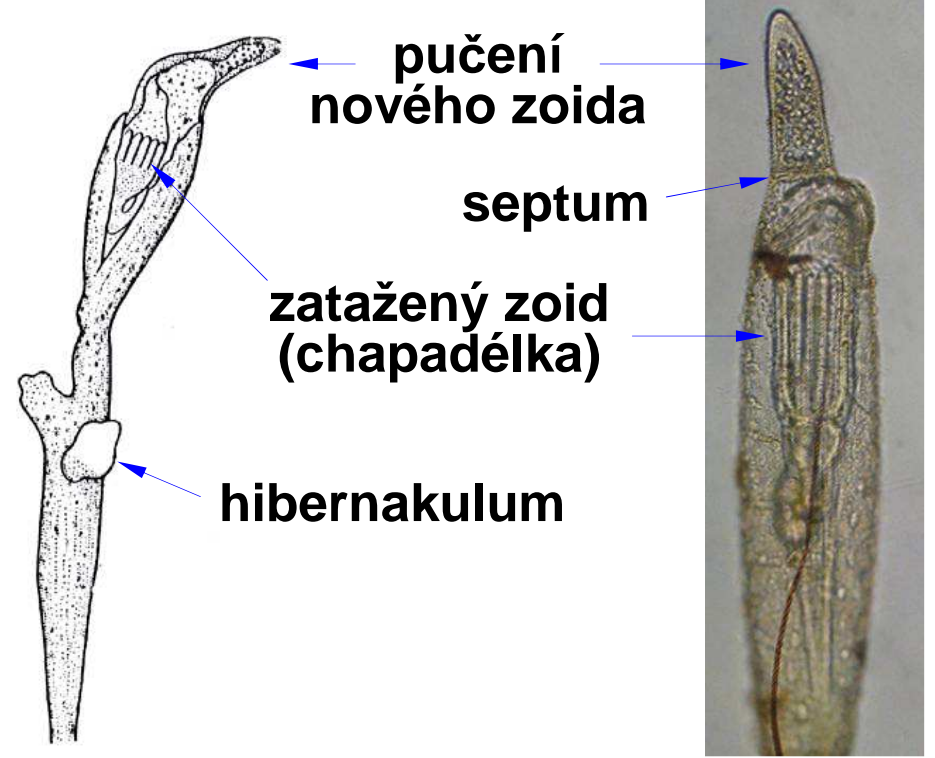 pučení
nového zoida
septum
zatažený zoid
(chapadélka)
hibernakulum